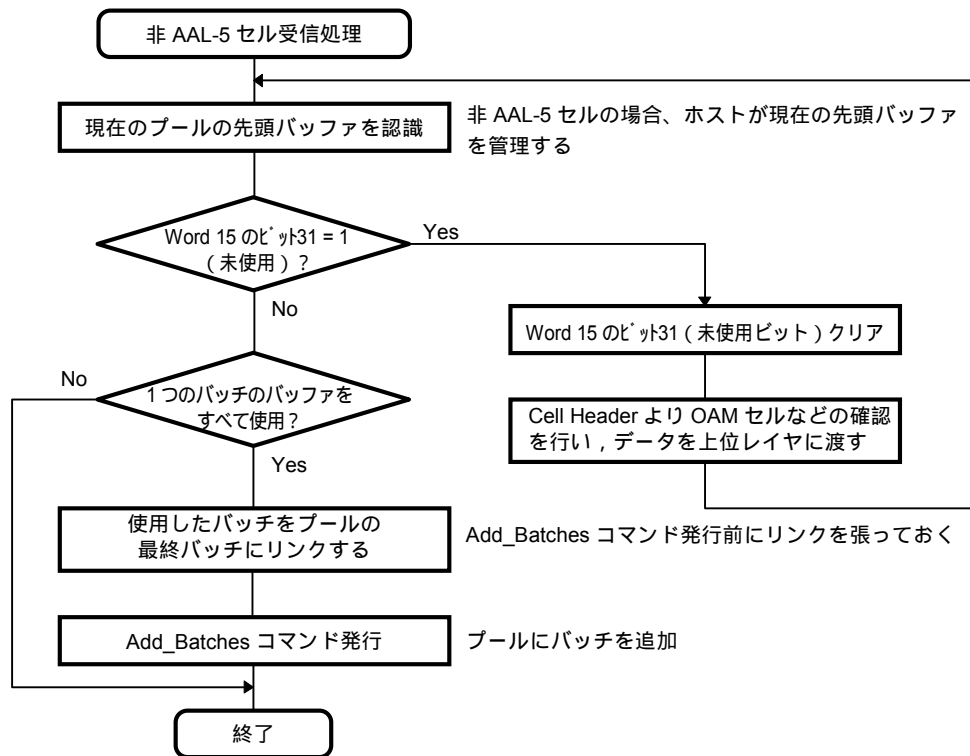 非 AAL-5 セル受信処理
現在のプールの先頭バッファを認識
非 AAL-5 セルの場合、ホストが現在の先頭バッファ
を管理する
Word 15 のﾋﾞｯﾄ31 = 1
（未使用）？
Yes
No
Word 15 のﾋﾞｯﾄ31（未使用ビット）クリア
No
1 つのバッチのバッファを
すべて使用？
Cell Header より OAM セルなどの確認
を行い，データを上位レイヤに渡す
Yes
使用したバッチをプールの
最終バッチにリンクする
Add_Batches コマンド発行前にリンクを張っておく
Add_Batches コマンド発行
プールにバッチを追加
終了